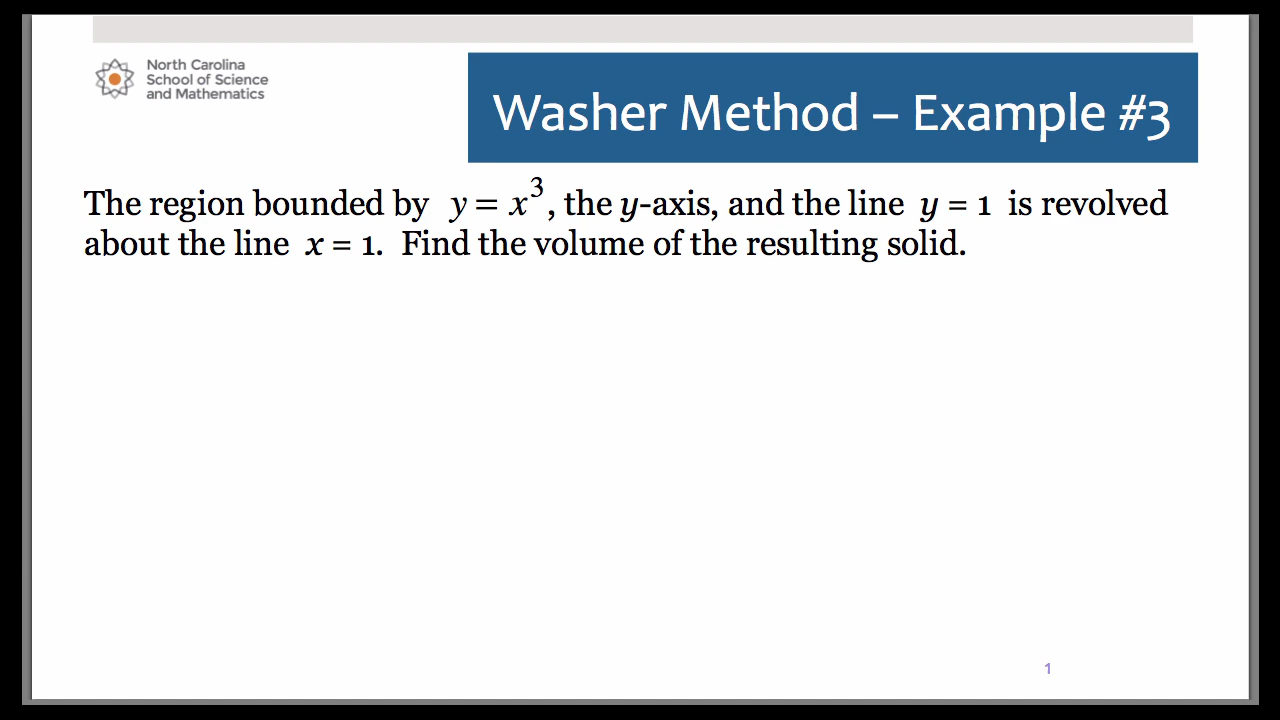 North Carolina
School of Science
and Mathematics
Washer Method – Example #3
The region bounded by y = x³, the y-axis, and the line y = 1 is revolved
about the line x = 1. Find the volume of the resulting solid.
1